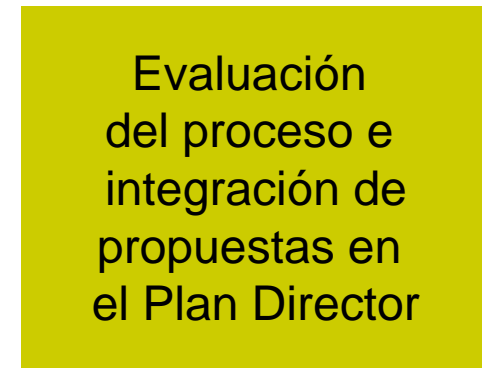 Evaluación
del proceso e
integración de
propuestas en
el Plan Director